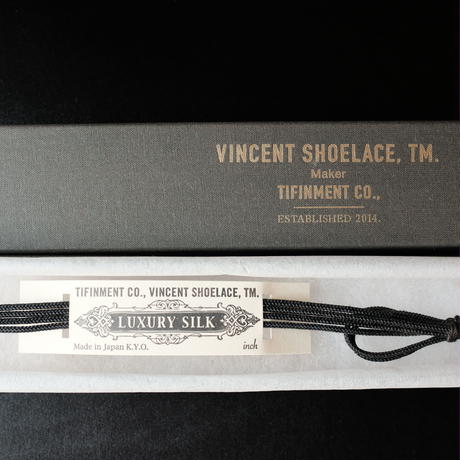 VINCENT SHOELACE, TM.
Maker
TIFINMENT CO.,
ESTABLISHED 2014.
TIFINMENT CO., VINCENT SHOELACE, TM.
LUXURY SILK
Made in Japan K.Y.O.
inch